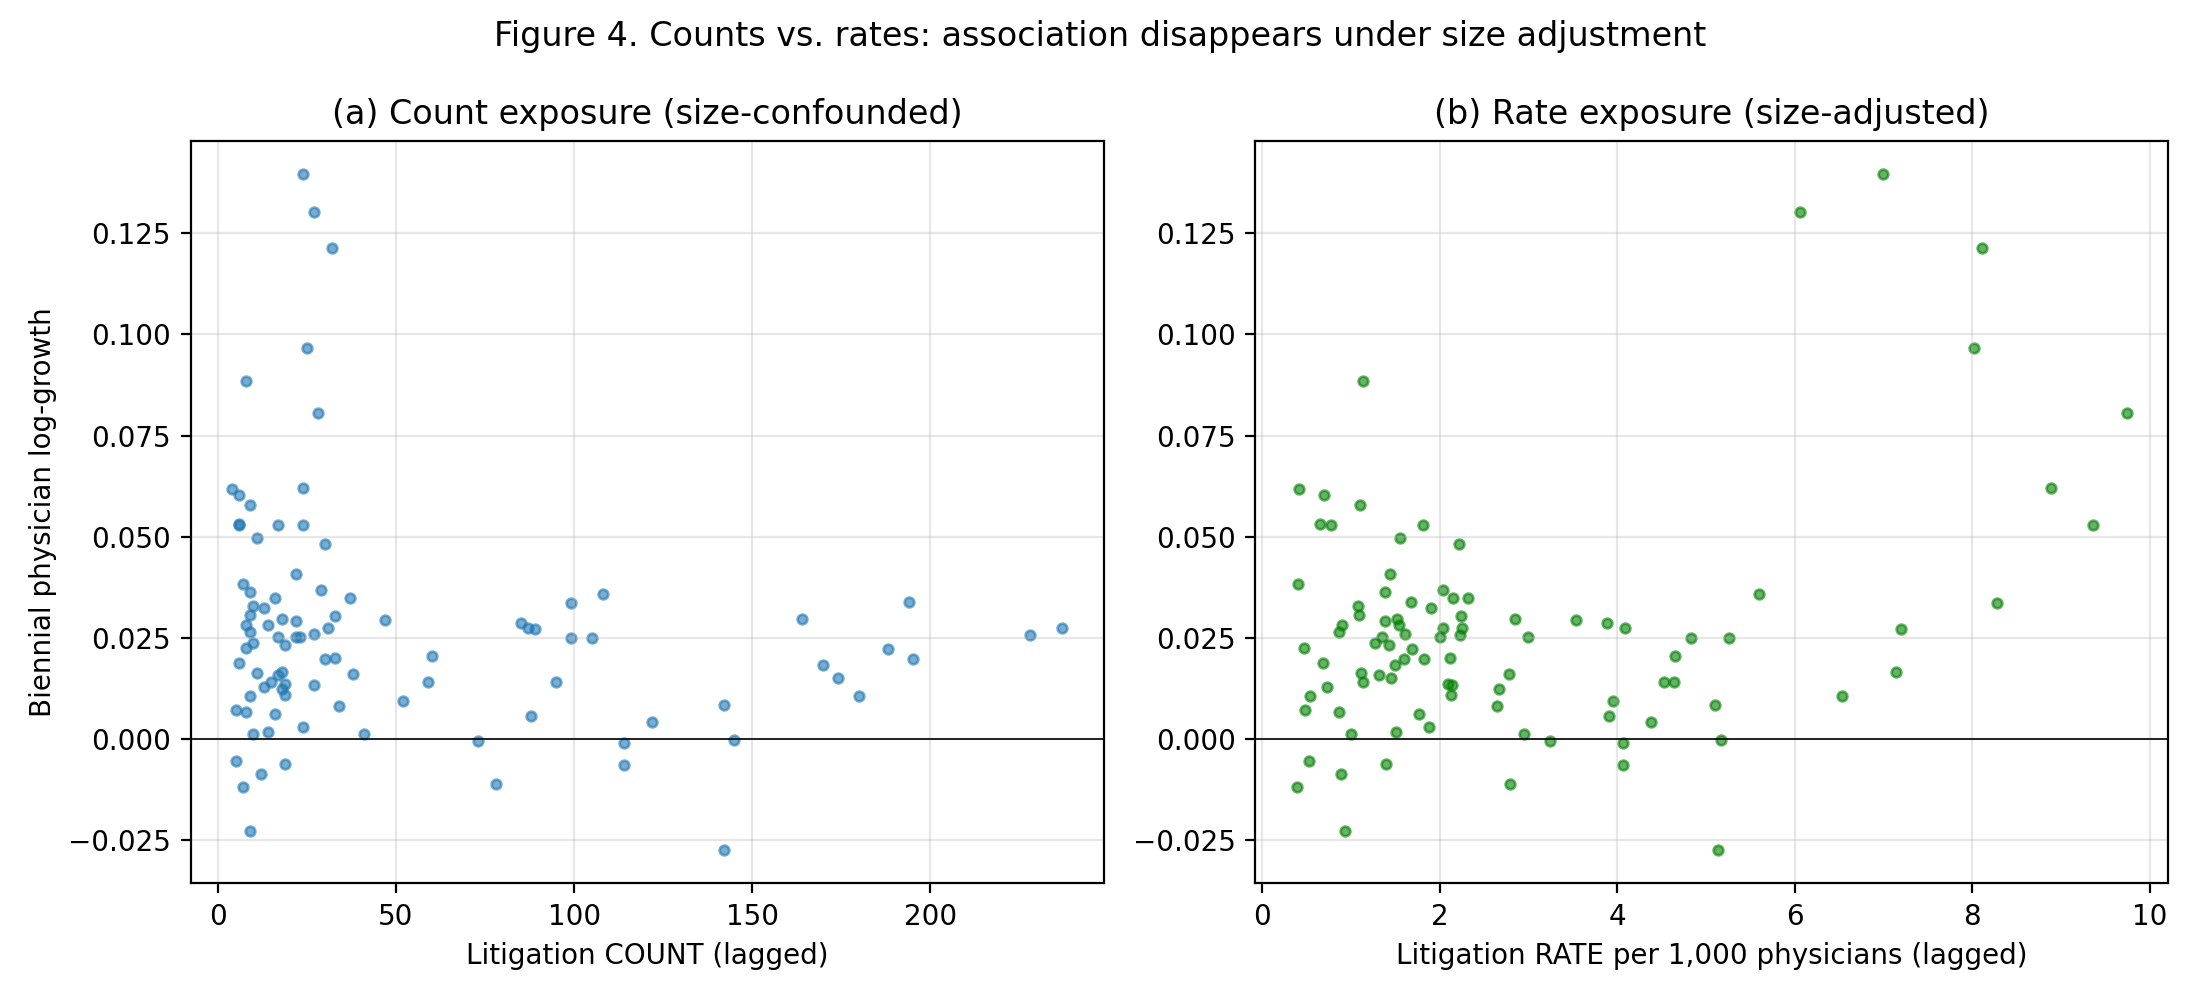 Figure 4. Counts vs. rates: association disappears under size adjustment
(a) Count exposure (size-confounded)
Biennial physician log-growth
0.125
0.100
0.075
0.050
0.025
0.000
−0.025
0 50 100 150 200
Litigation COUNT (lagged)
(b) Rate exposure (size-adjusted)
0.125
0.100
0.075
0.050
0.025
0.000
−0.025
0 2 4 6 8 10
Litigation RATE per 1,000 physicians (lagged)